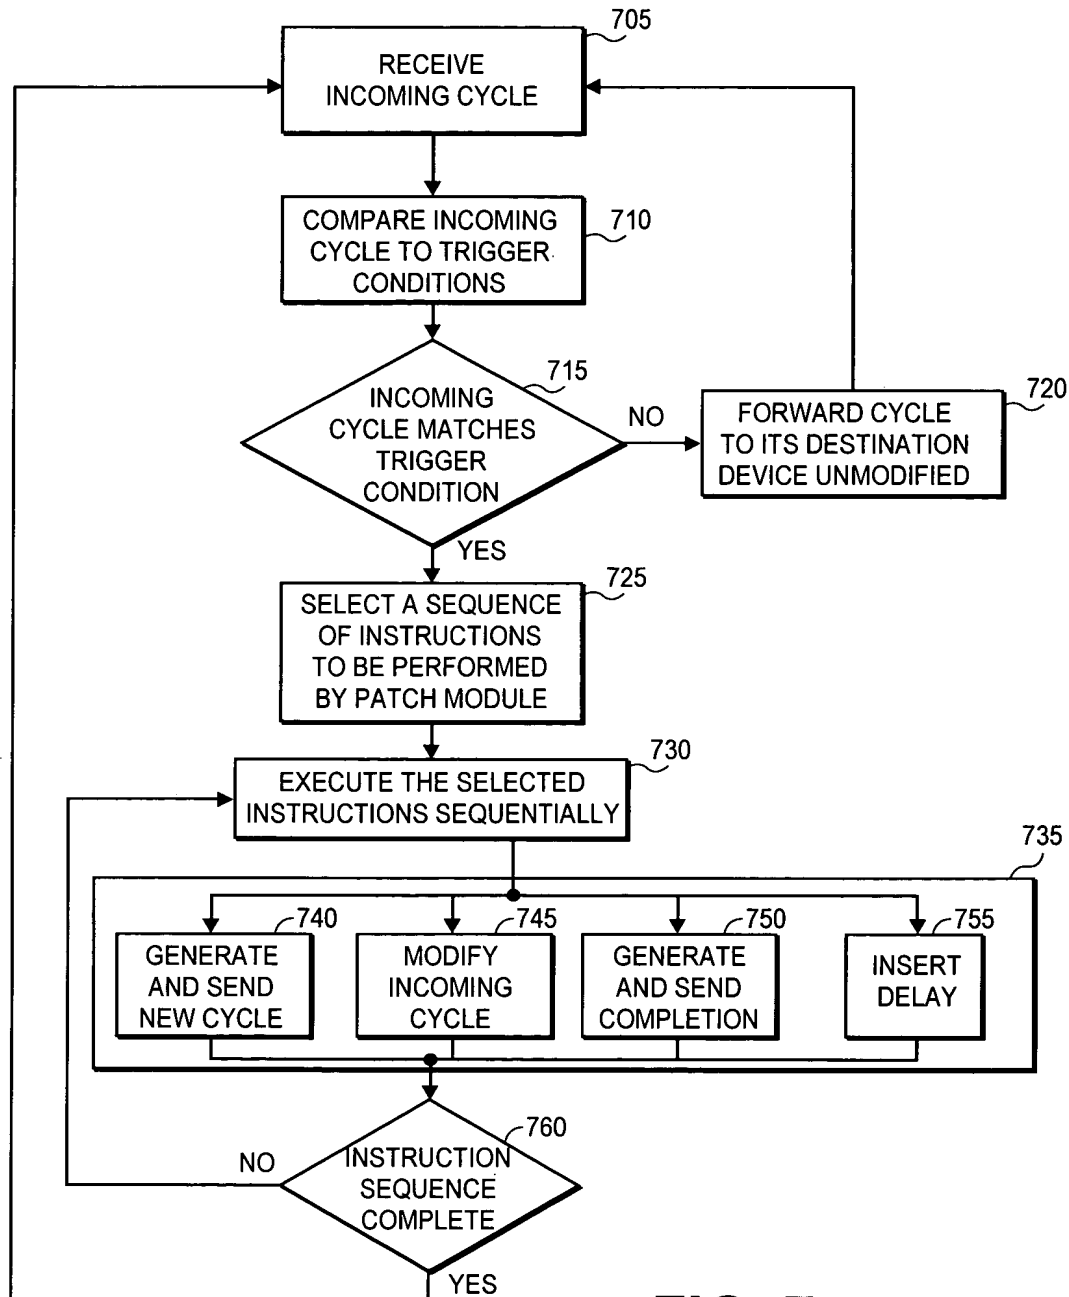 705
RECEIVE
INCOMING CYCLE
COMPARE INCOMING
CYCLE TO TRIGGER
CONDITIONS
710
INCOMING
CYCLE MATCHES
TRIGGER
CONDITION
715
NO
FORWARD CYCLE
TO ITS DESTINATION
DEVICE UNMODIFIED
720
YES
SELECT A SEQUENCE
OF INSTRUCTIONS
TO BE PERFORMED
BY PATCH MODULE
725
EXECUTE THE SELECTED
INSTRUCTIONS SEQUENTIALLY
730
735
740
GENERATE
AND SEND
NEW CYCLE
745
MODIFY
INCOMING
CYCLE
750
GENERATE
AND SEND
COMPLETION
755
INSERT
DELAY
760
INSTRUCTION
SEQUENCE
COMPLETE
NO
YES